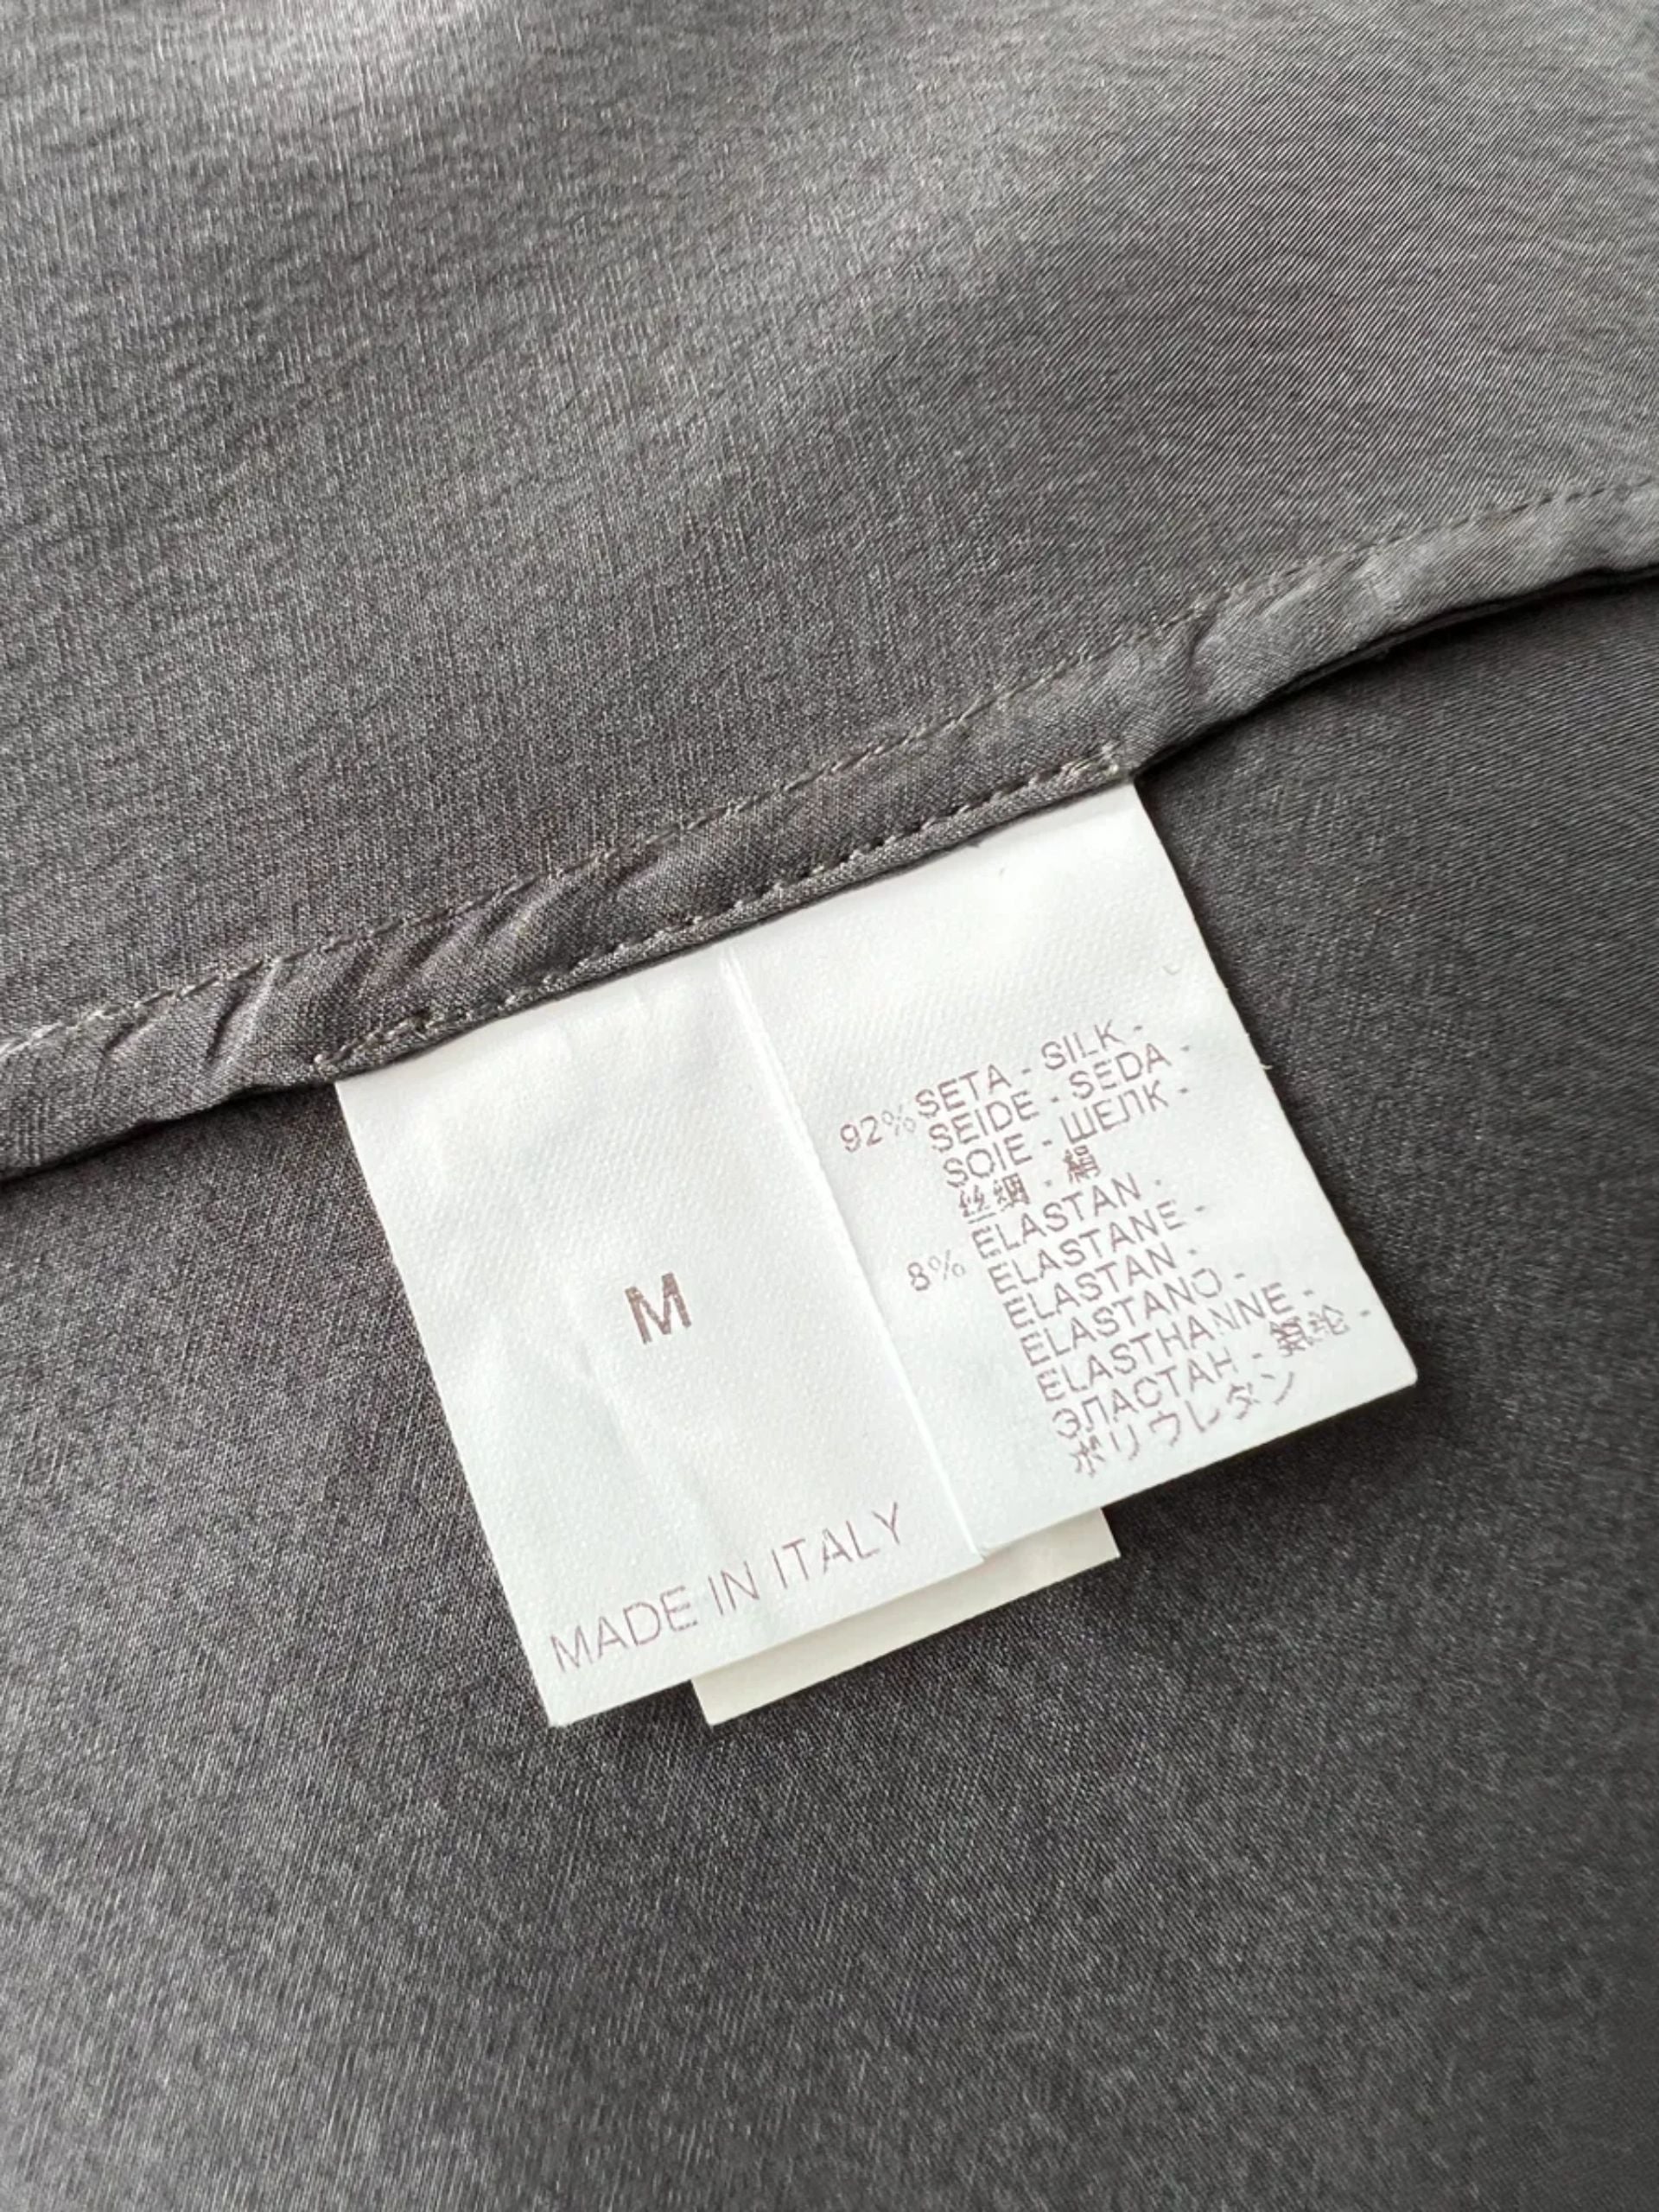 M
MADE IN ITALY
92% SETA - SILK -
SEIDE - SEDA -
SOIE - ШЕЛК -
丝绸 - 絹
8% ELASTAN -
ELASTANE -
ELASTAN -
ELASTANO -
ELASTHANNE -
ЭЛАСТАН - 氨纶 -
ポリウレタン